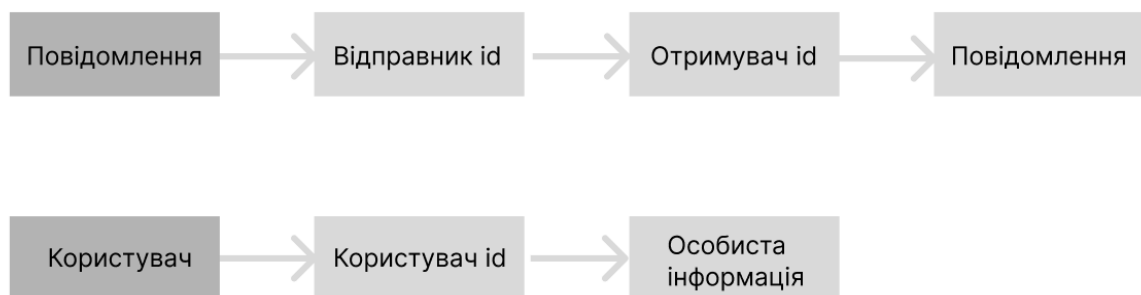 Повідомлення
Відправник id
Отримувач id
Повідомлення
Користувач
Користувач id
Особиста
інформація